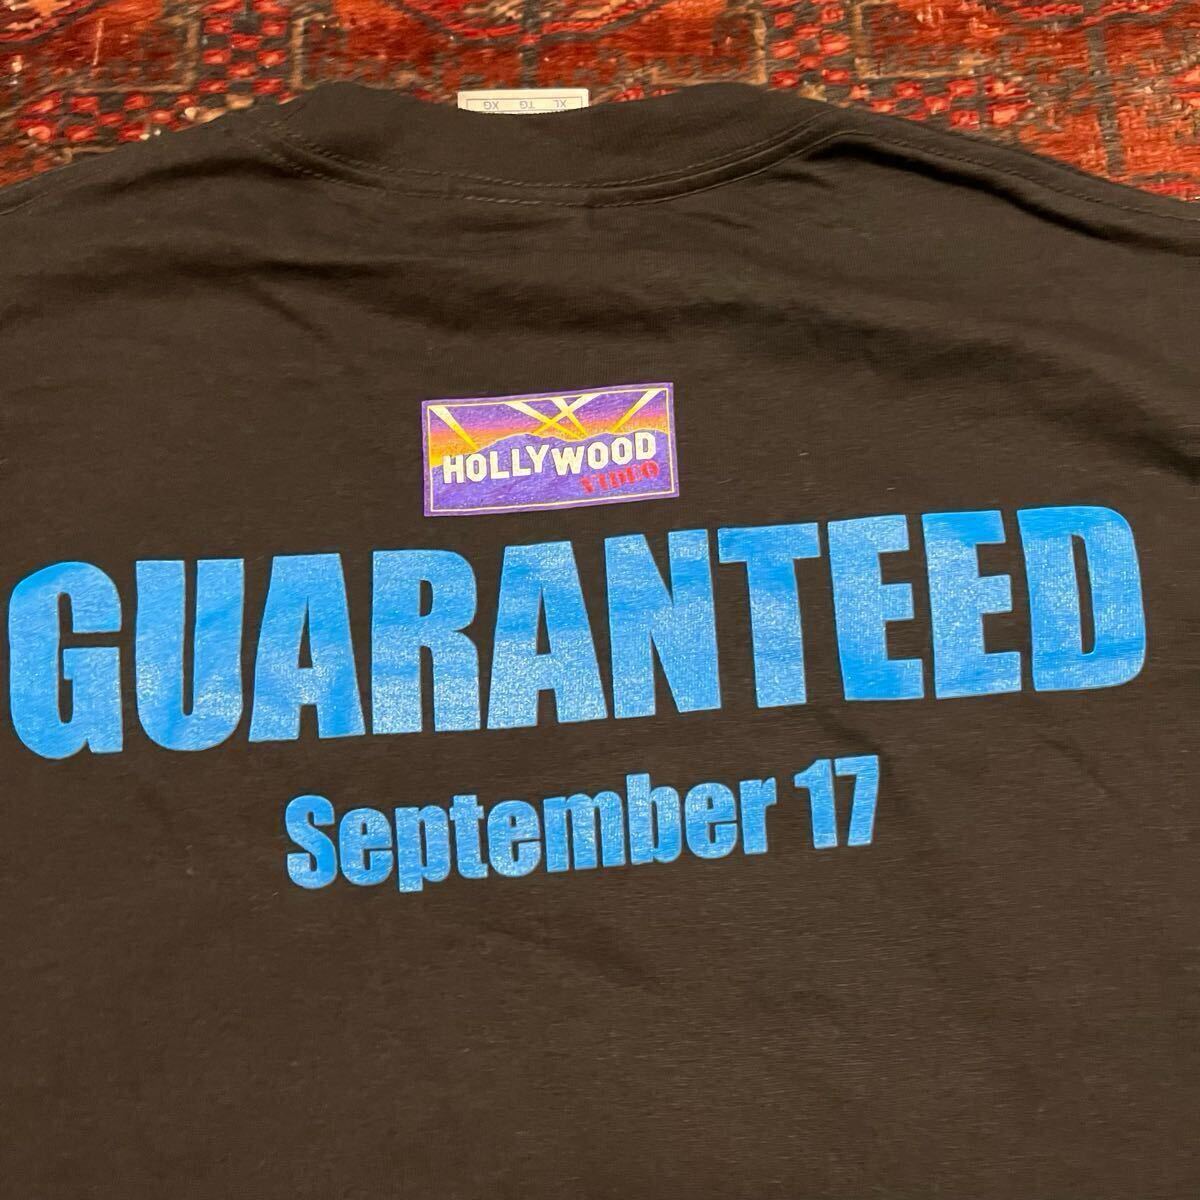 XL TG XG
HOLLYWOOD
VIDEO
GUARANTEED
September 17